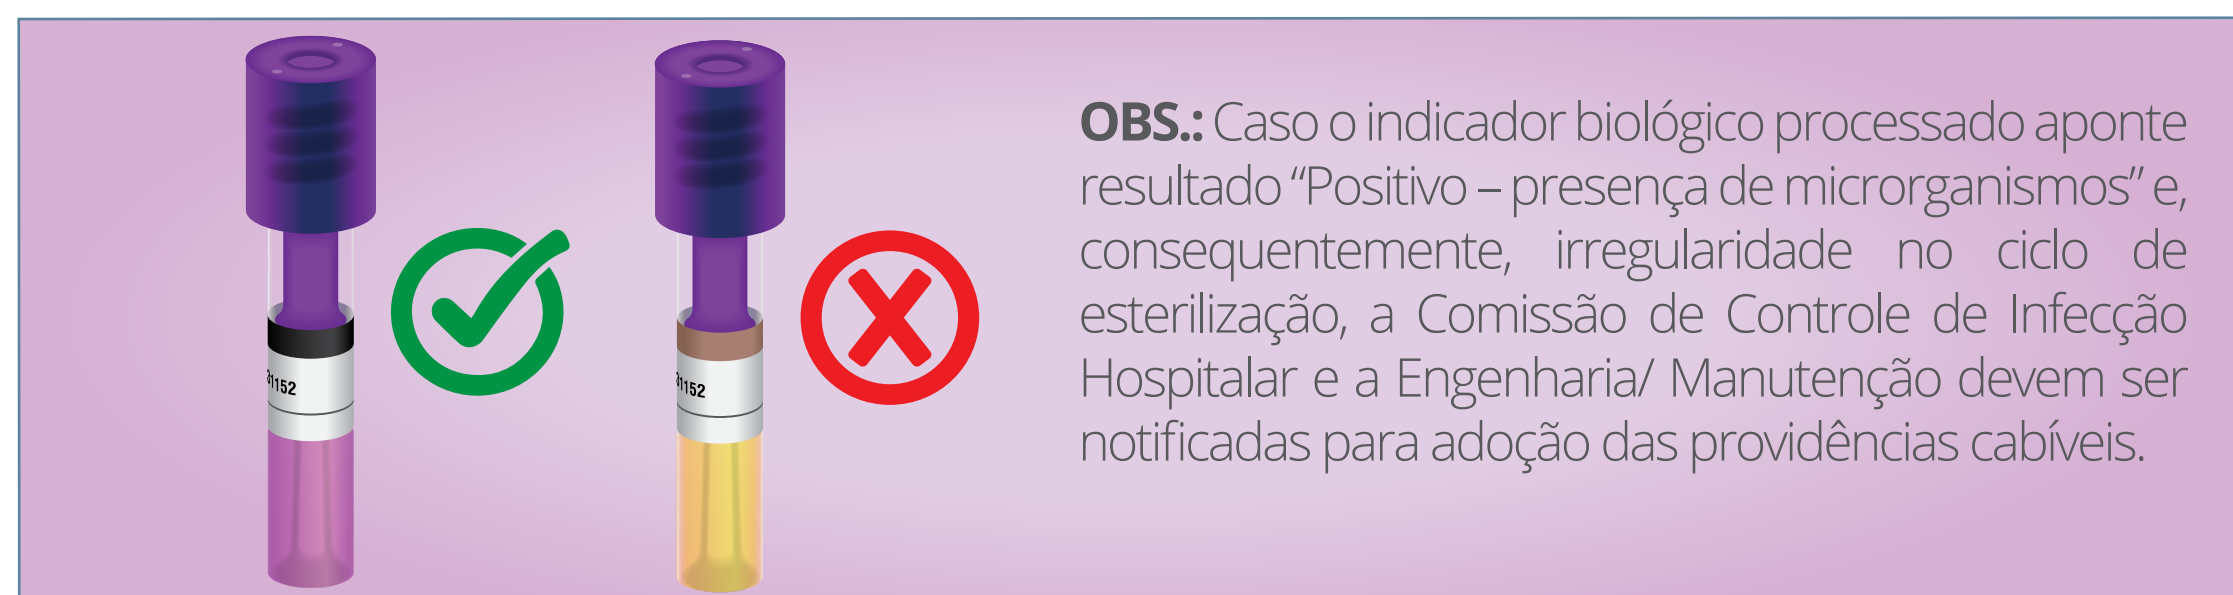 OBS.: Caso o indicador biológico processado aponte
resultado “Positivo – presença de microrganismos” e,
consequentemente, irregularidade no ciclo de
esterilização, a Comissão de Controle de Infecção
Hospitalar e a Engenharia/ Manutenção devem ser
notificadas para adoção das providências cabíveis.
31152
31152